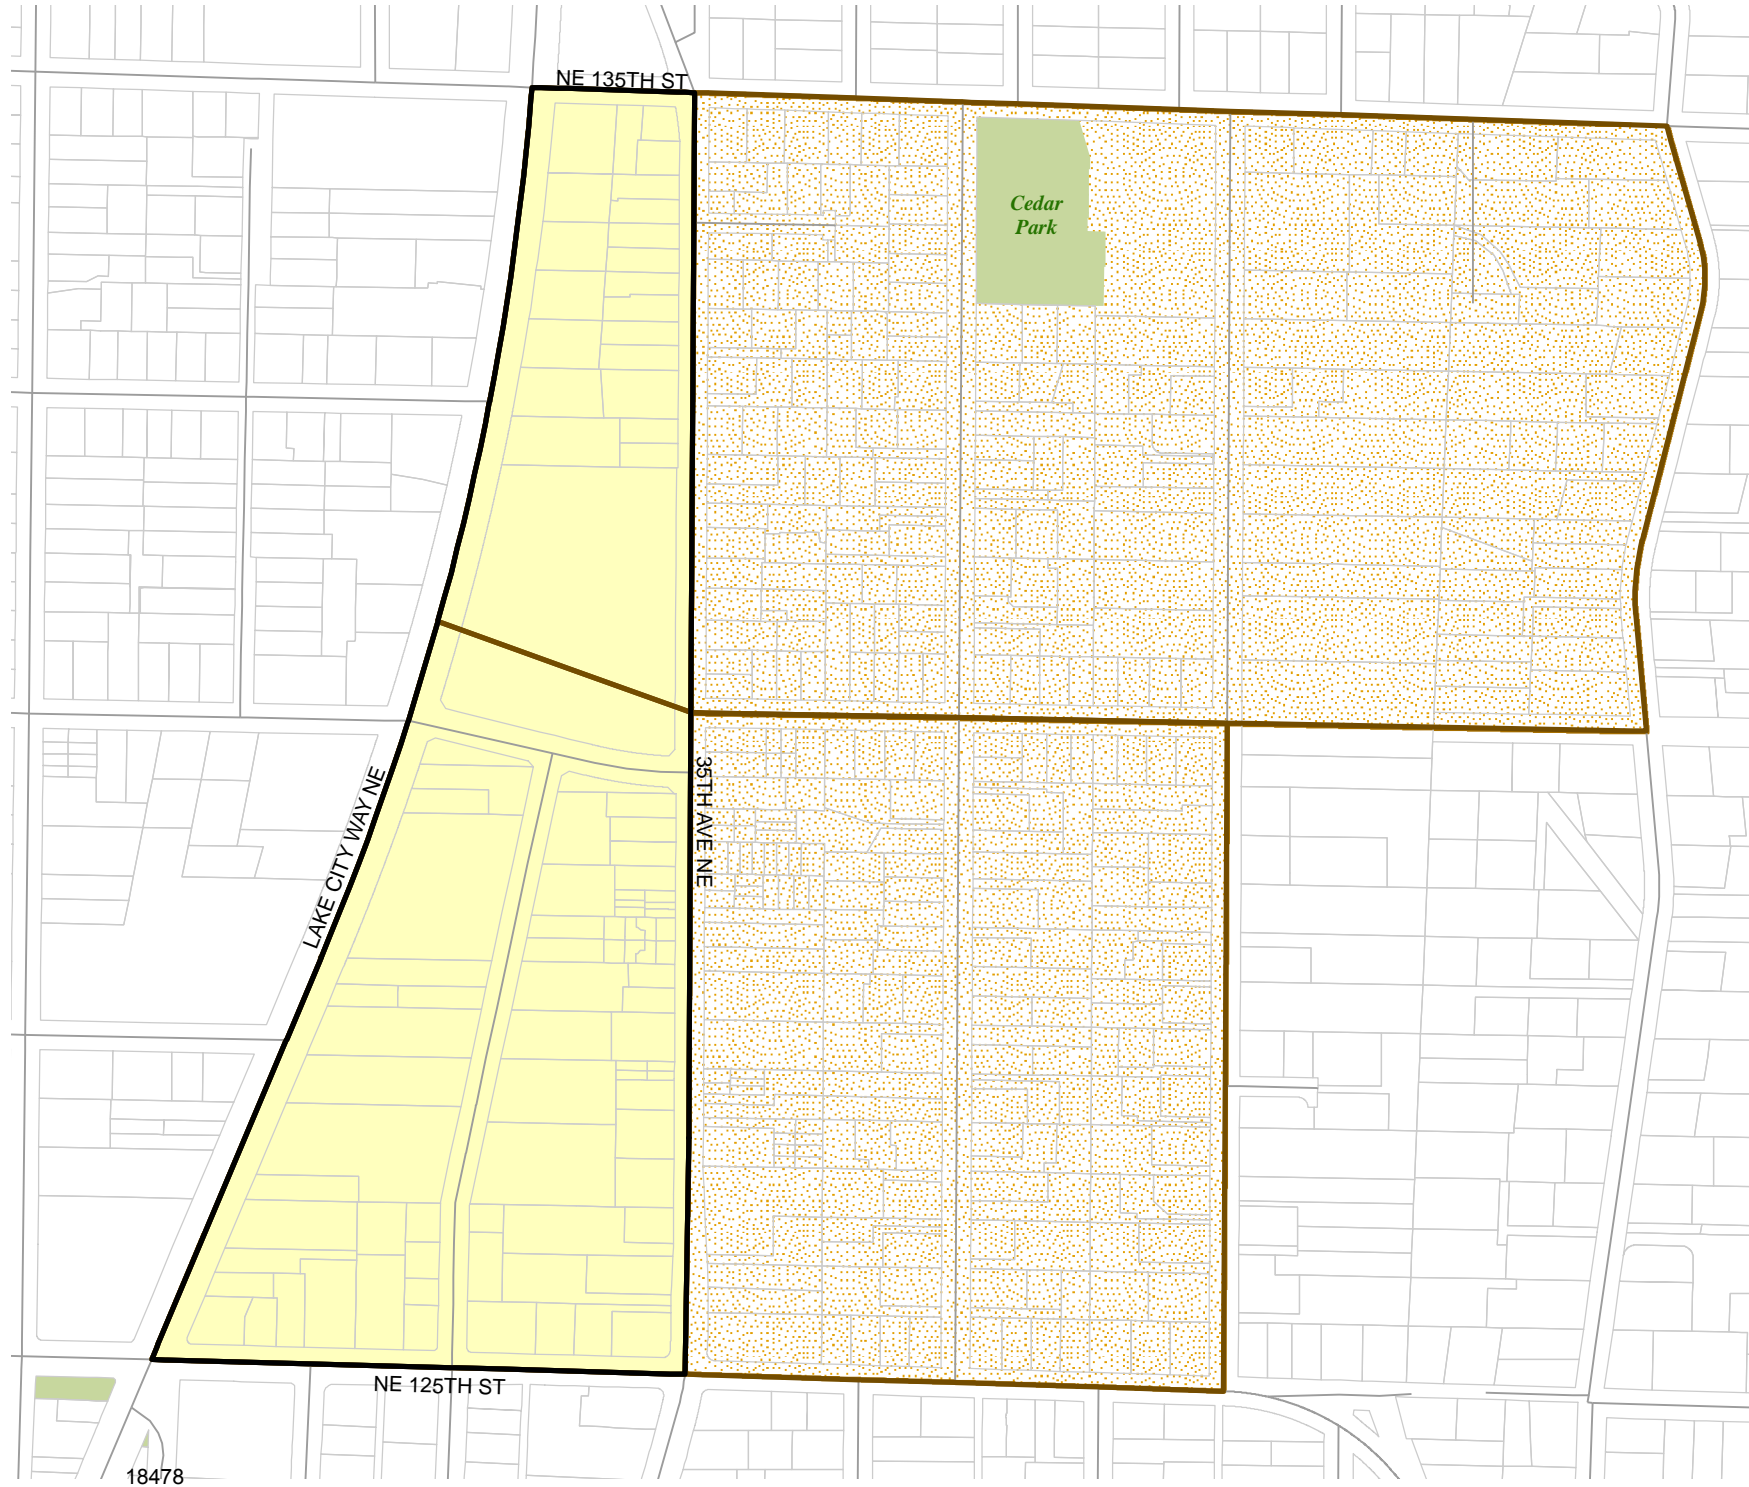 NE 135TH ST
Cedar
Park
35TH AVE NE
LAKE CITY WAY NE
NE 125TH ST
18478